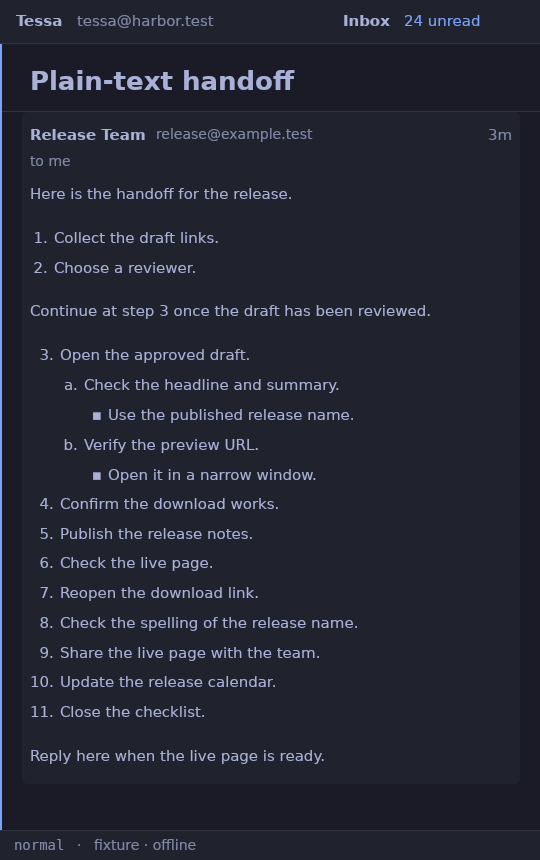 Tessa tessa@harbor.test Inbox 24 unread
Plain-text handoff
Release Team release@example.test 3m
to me
Here is the handoff for the release.
1. Collect the draft links.
2. Choose a reviewer.
Continue at step 3 once the draft has been reviewed.
3. Open the approved draft.
a. Check the headline and summary.
▪ Use the published release name.
b. Verify the preview URL.
▪ Open it in a narrow window.
4. Confirm the download works.
5. Publish the release notes.
6. Check the live page.
7. Reopen the download link.
8. Check the spelling of the release name.
9. Share the live page with the team.
10. Update the release calendar.
11. Close the checklist.
Reply here when the live page is ready.
normal · fixture · offline